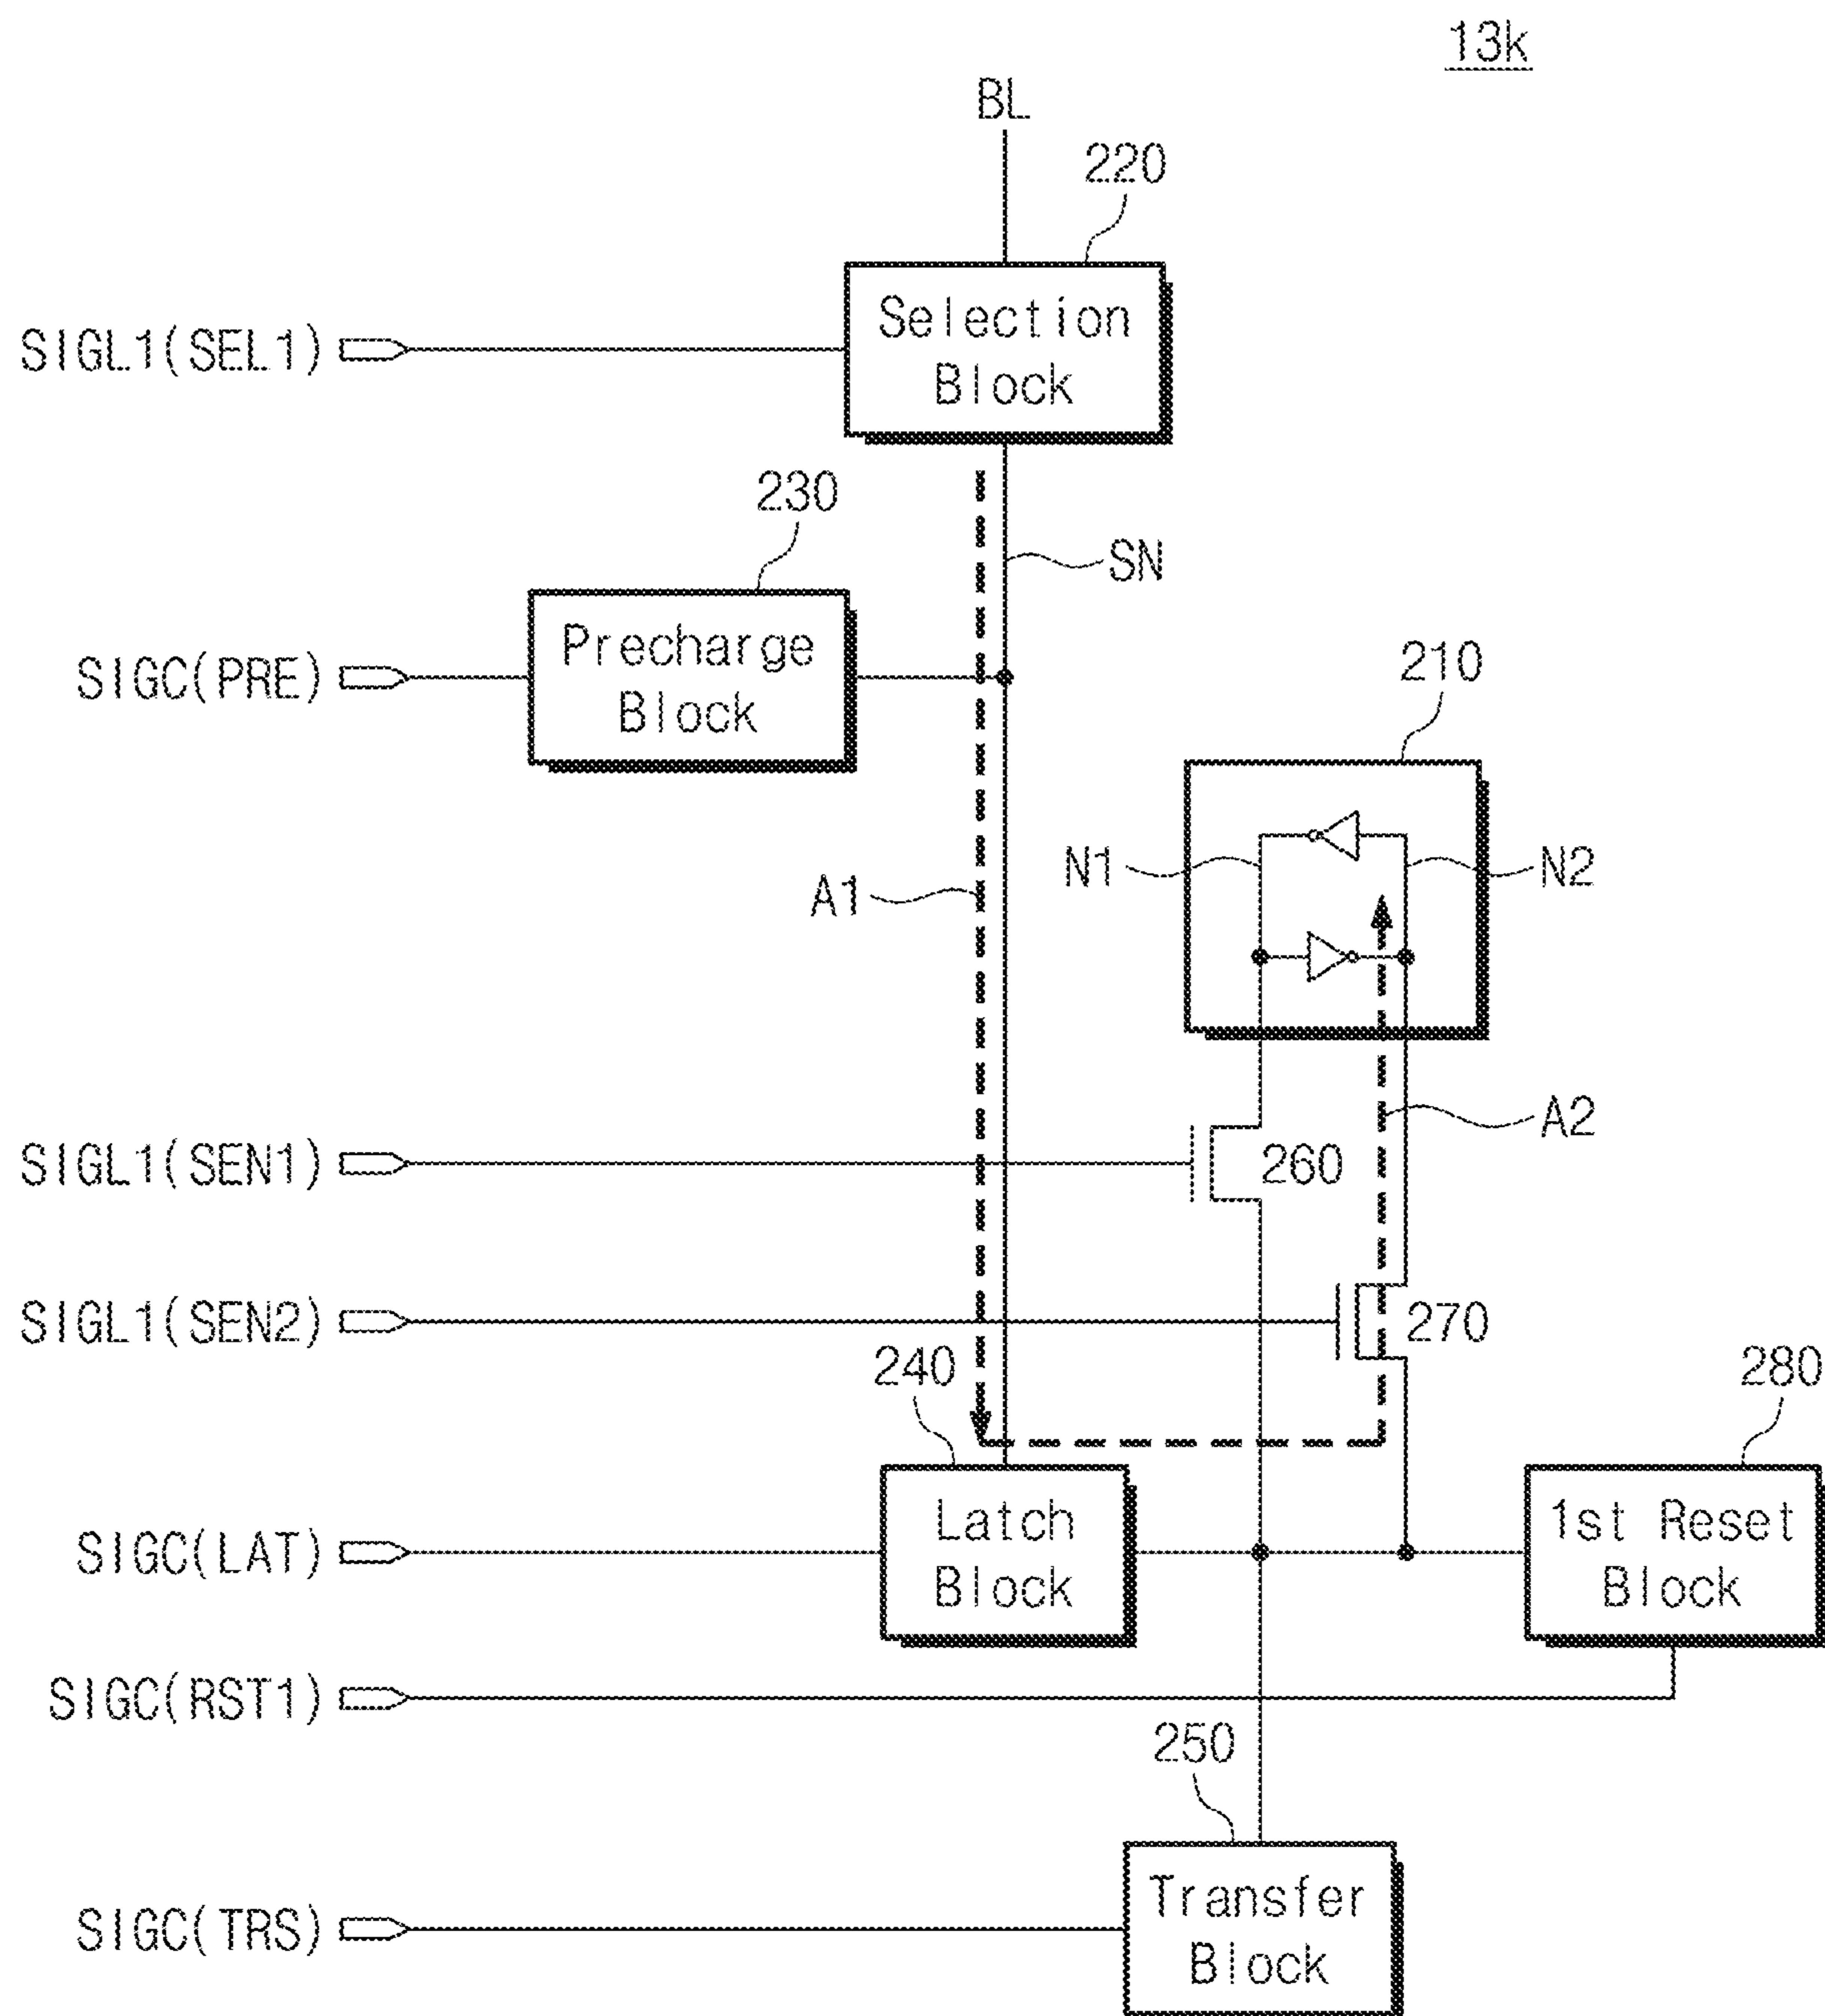 13k
BL
220
SIGL1(SEL1)
Selection
Block
230
SN
SIGC(PRE)
Precharge
Block
210
N1
N2
A1
A2
SIGL1(SEN1)
260
SIGL1(SEN2)
270
240
280
SIGC(LAT)
Latch
Block
1st Reset
Block
SIGC(RST1)
250
SIGC(TRS)
Transfer
Block